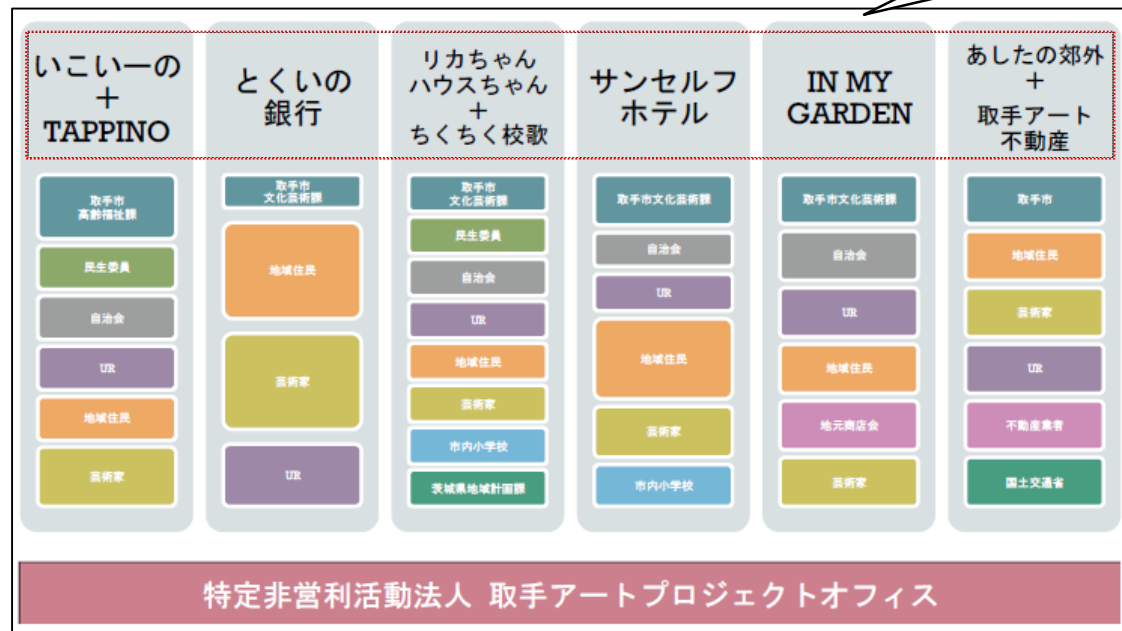 いこいーの
+
TAPPINO
取手市
高齢福祉課
民生委員
自治会
UR
地域住民
芸術家
とくいの
銀行
取手市
文化芸術課
地域住民
芸術家
UR
リカちゃん
ハウスちゃん
+
ちくちく校歌
取手市
文化芸術課
民生委員
自治会
UR
地域住民
芸術家
市内小学校
茨城県地域計画課
サンセルフ
ホテル
取手市文化芸術課
自治会
UR
地域住民
芸術家
市内小学校
IN MY
GARDEN
取手市文化芸術課
自治会
UR
地域住民
地元商店会
芸術家
あしたの郊外
+
取手アート
不動産
取手市
地域住民
芸術家
UR
不動産業者
国土交通省
特定非営利活動法人 取手アートプロジェクトオフィス